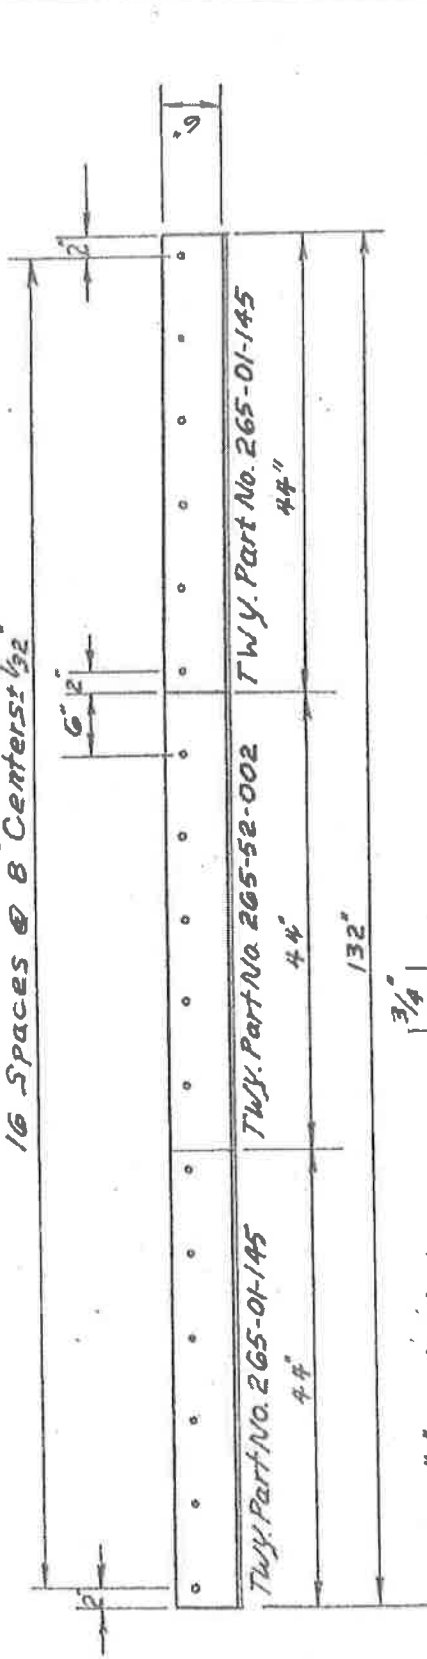 16 Spaces @ 8" Centers ± 1/32"
2"
6"
2"
2"
6"
TWY. Part No. 265-01-145
TWY. Part No. 265-52-002
TWY. Part No. 265-01-145
44"
44"
44"
132"
3/4"